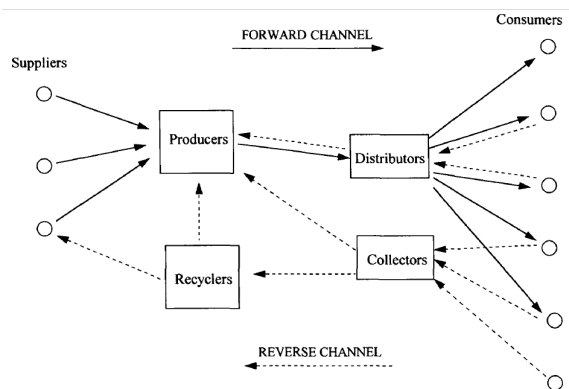 Consumers
FORWARD CHANNEL
Suppliers
Producers
Distributors
Collectors
Recyclers
REVERSE CHANNEL